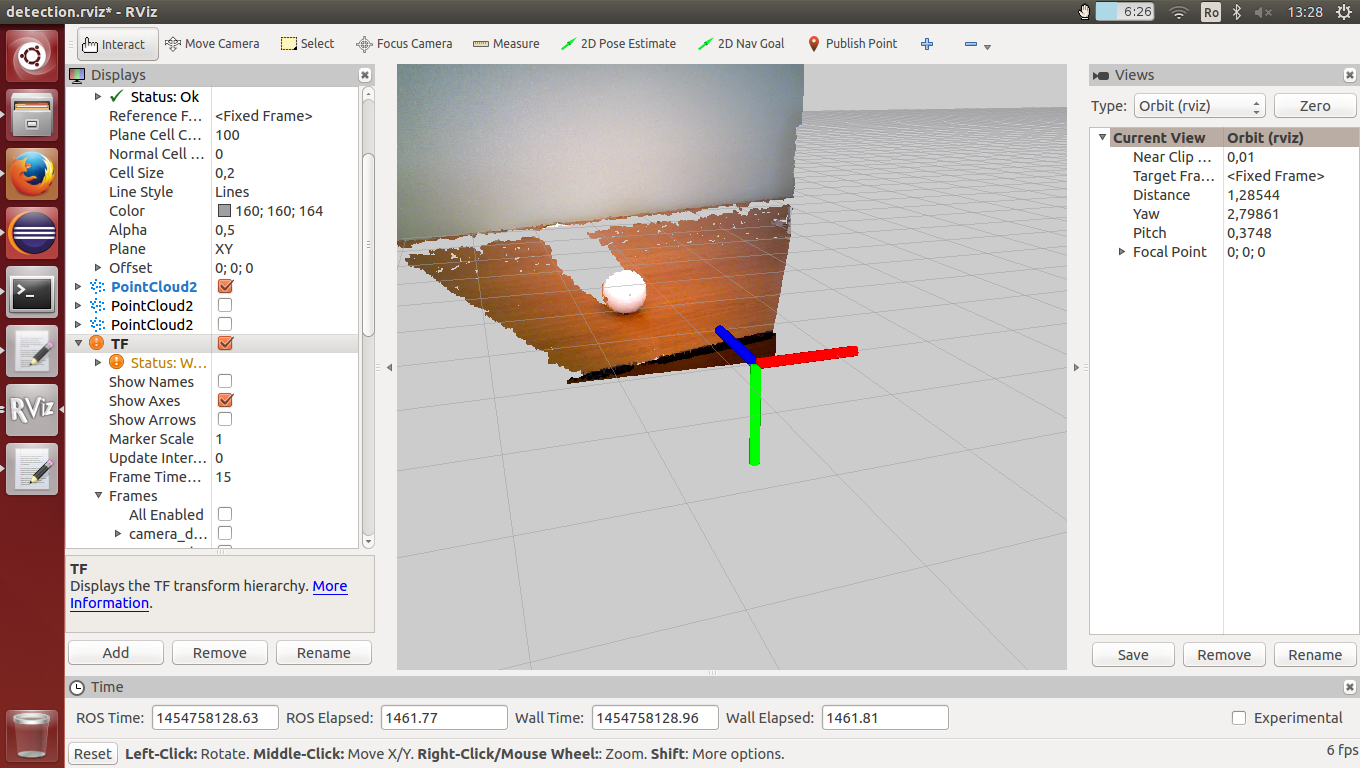 detection.rviz* - RViz
6:26
Ro
13:28
Interact
Move Camera
Select
Focus Camera
Measure
2D Pose Estimate
2D Nav Goal
Publish Point
Displays
Status: Ok
Reference F... <Fixed Frame>
Plane Cell C... 100
Normal Cell ... 0
Cell Size 0,2
Line Style Lines
Color 160; 160; 164
Alpha 0,5
Plane XY
Offset 0; 0; 0
PointCloud2
PointCloud2
PointCloud2
TF
Status: W...
Show Names
Show Axes
Show Arrows
Marker Scale 1
Update Inter... 0
Frame Time... 15
Frames
All Enabled
camera_d...
TF
Displays the TF transform hierarchy. More
Information.
Add Remove Rename
Views
Type: Orbit (rviz) Zero
Current View Orbit (rviz)
Near Clip ... 0,01
Target Fra... <Fixed Frame>
Distance 1,28544
Yaw 2,79861
Pitch 0,3748
Focal Point 0; 0; 0
Save Remove Rename
RViz
Time
ROS Time: 1454758128.63 ROS Elapsed: 1461.77 Wall Time: 1454758128.96 Wall Elapsed: 1461.81 Experimental
Reset Left-Click: Rotate. Middle-Click: Move X/Y. Right-Click/Mouse Wheel:: Zoom. Shift: More options. 6 fps